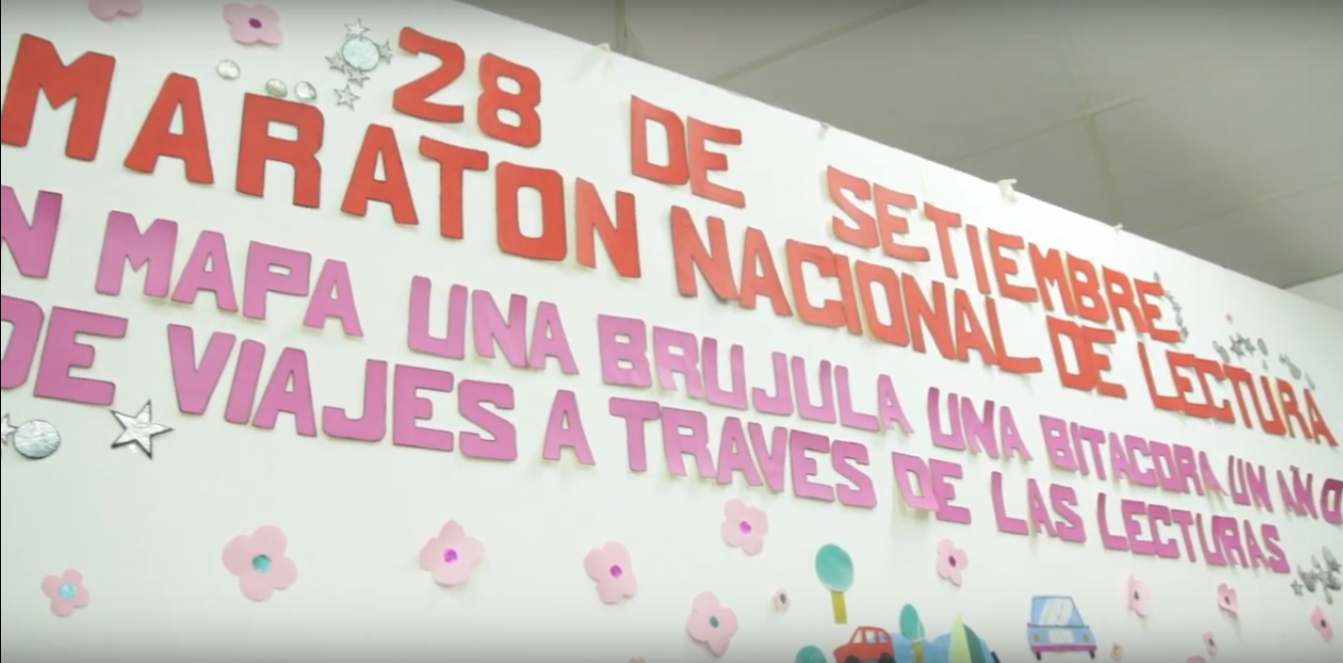 28 DE SETIEMBRE
MARATON NACIONAL DE LECTURA
N MAPA UNA BRUJULA UNA BITACORA UN AÑO
DE VIAJES A TRAVES DE LAS LECTURAS